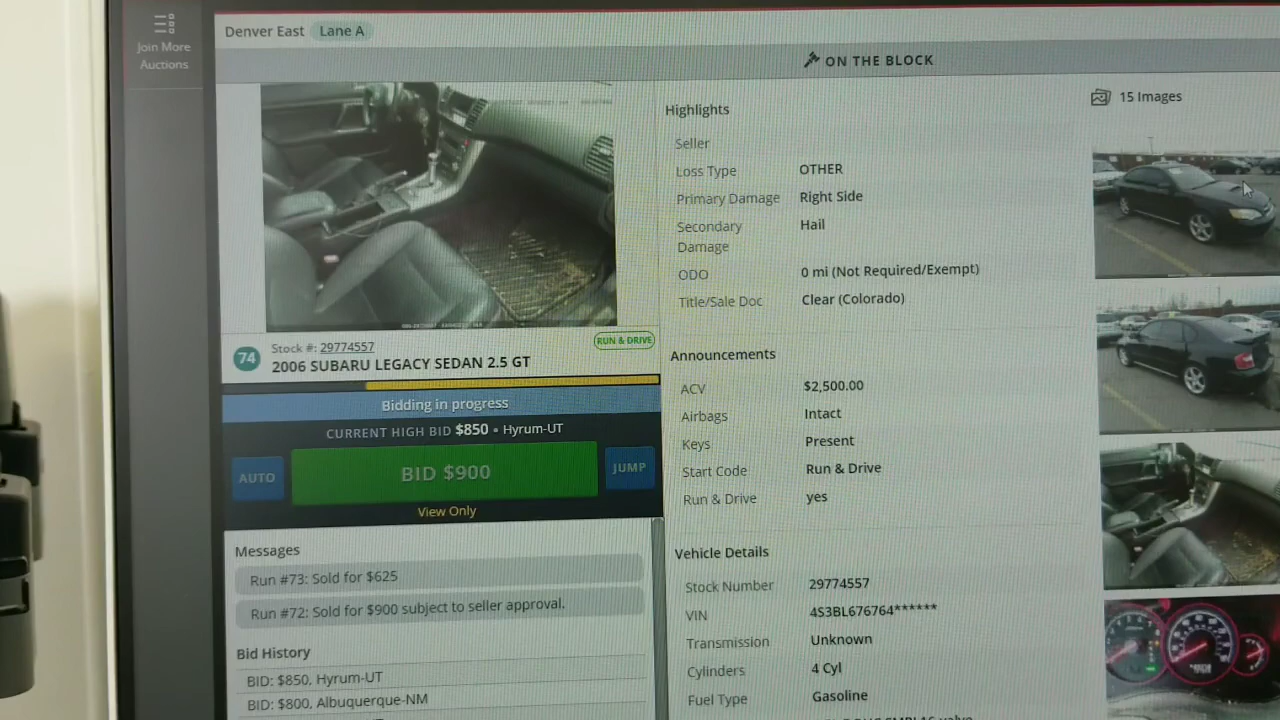 Join More
Auctions
Denver East Lane A
ON THE BLOCK
74
Stock #: 29774557
RUN & DRIVE
2006 SUBARU LEGACY SEDAN 2.5 GT
Bidding in progress
CURRENT HIGH BID $850 • Hyrum-UT
AUTO
BID $900
JUMP
View Only
Messages
Run #73: Sold for $625
Run #72: Sold for $900 subject to seller approval.
Bid History
BID: $850, Hyrum-UT
BID: $800, Albuquerque-NM
Highlights
Seller
Loss Type OTHER
Primary Damage Right Side
Secondary Hail
Damage
ODO 0 mi (Not Required/Exempt)
Title/Sale Doc Clear (Colorado)
Announcements
ACV $2,500.00
Airbags Intact
Keys Present
Start Code Run & Drive
Run & Drive yes
Vehicle Details
Stock Number 29774557
VIN 4S3BL676764******
Transmission Unknown
Cylinders 4 Cyl
Fuel Type Gasoline
15 Images